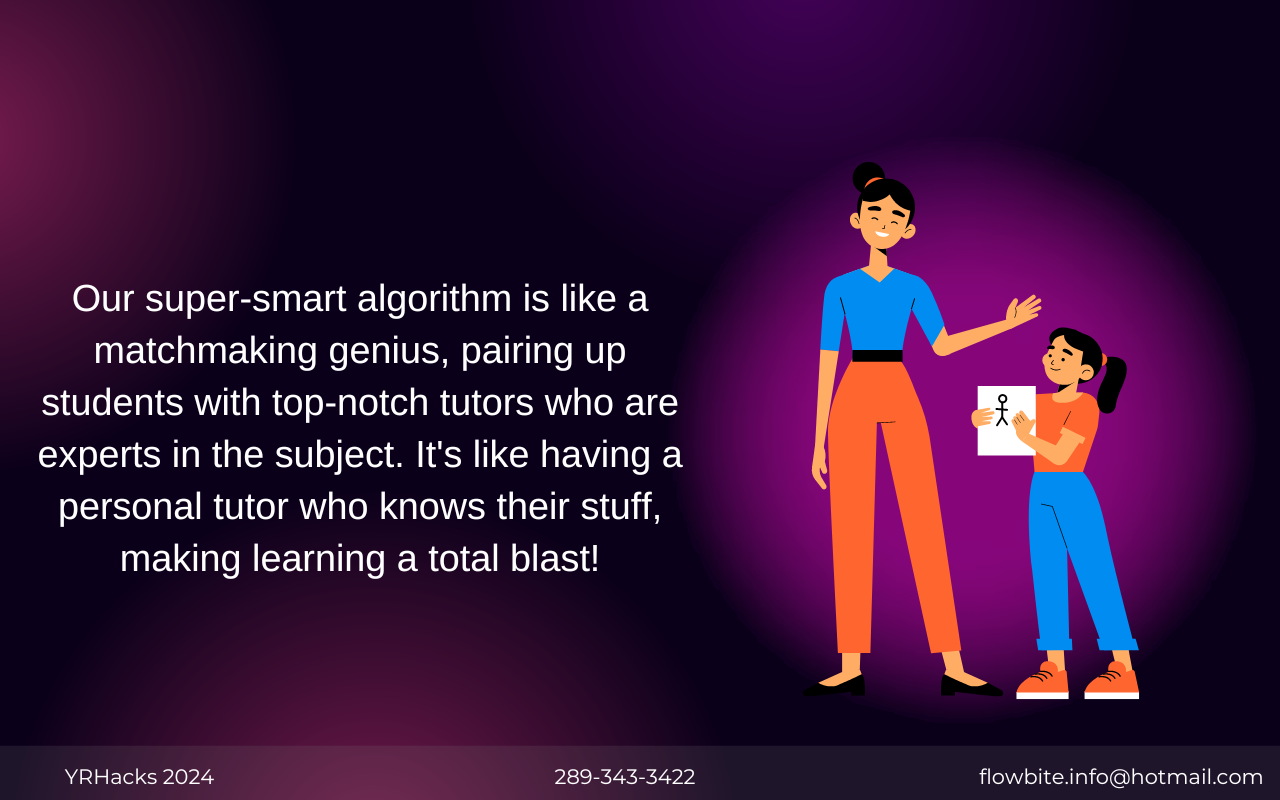 Our super-smart algorithm is like a
matchmaking genius, pairing up
students with top-notch tutors who are
experts in the subject. It's like having a
personal tutor who knows their stuff,
making learning a total blast!
YRHacks 2024
289-343-3422
flowbite.info@hotmail.com